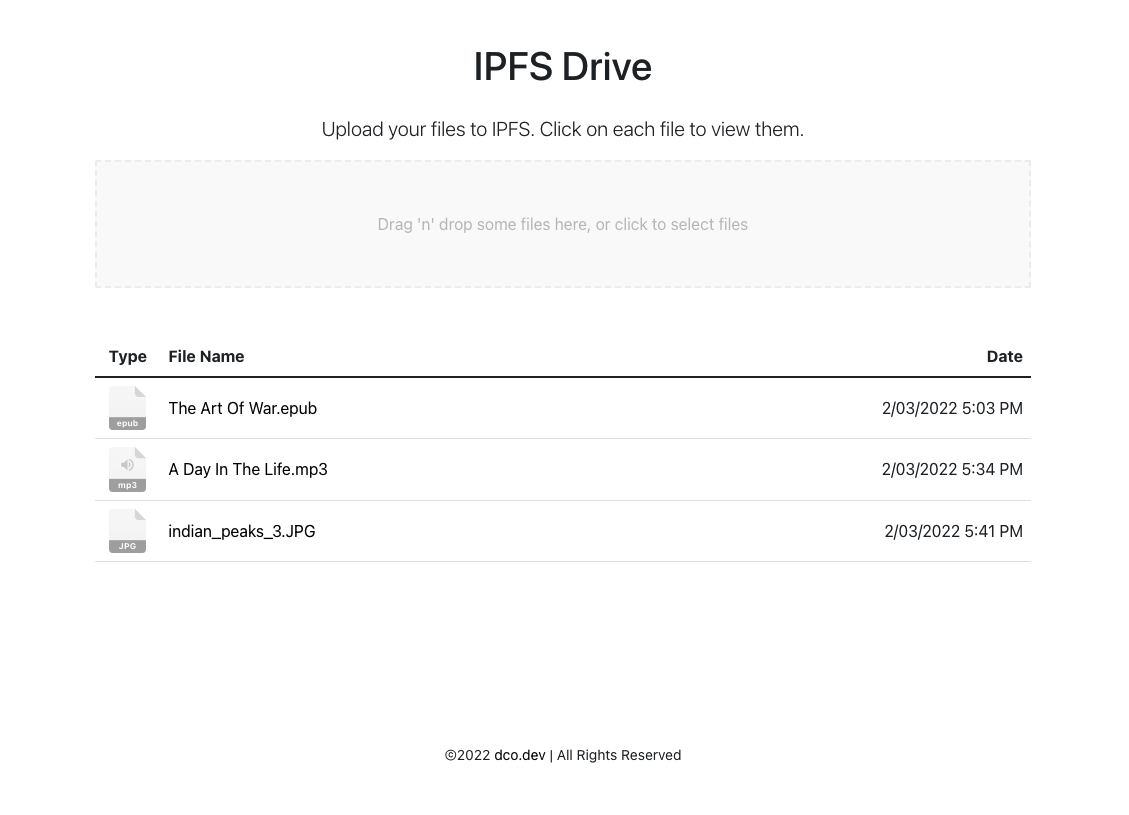 IPFS Drive
Upload your files to IPFS. Click on each file to view them.
Drag 'n' drop some files here, or click to select files
Type File Name Date
epub The Art Of War.epub 2/03/2022 5:03 PM
mp3 A Day In The Life.mp3 2/03/2022 5:34 PM
JPG indian_peaks_3.JPG 2/03/2022 5:41 PM
©2022 dco.dev | All Rights Reserved